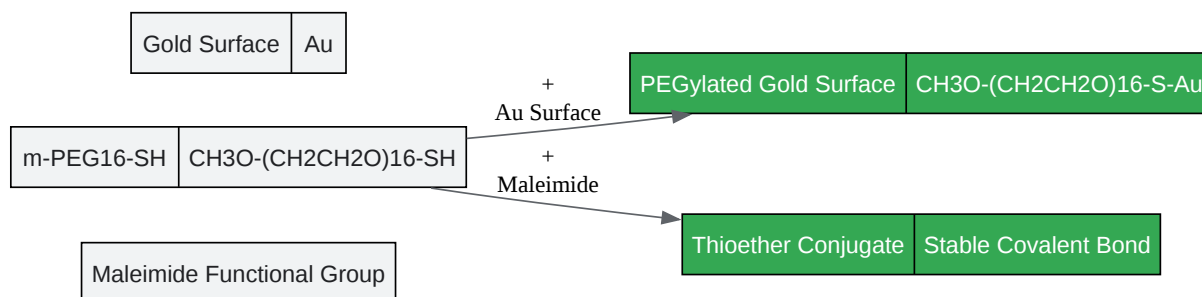 Gold Surface Au
m-PEG16-SH CH3O-(CH2CH2O)16-SH
Maleimide Functional Group
+
Au Surface
+
Maleimide
PEGylated Gold Surface CH3O-(CH2CH2O)16-S-Au
Thioether Conjugate Stable Covalent Bond